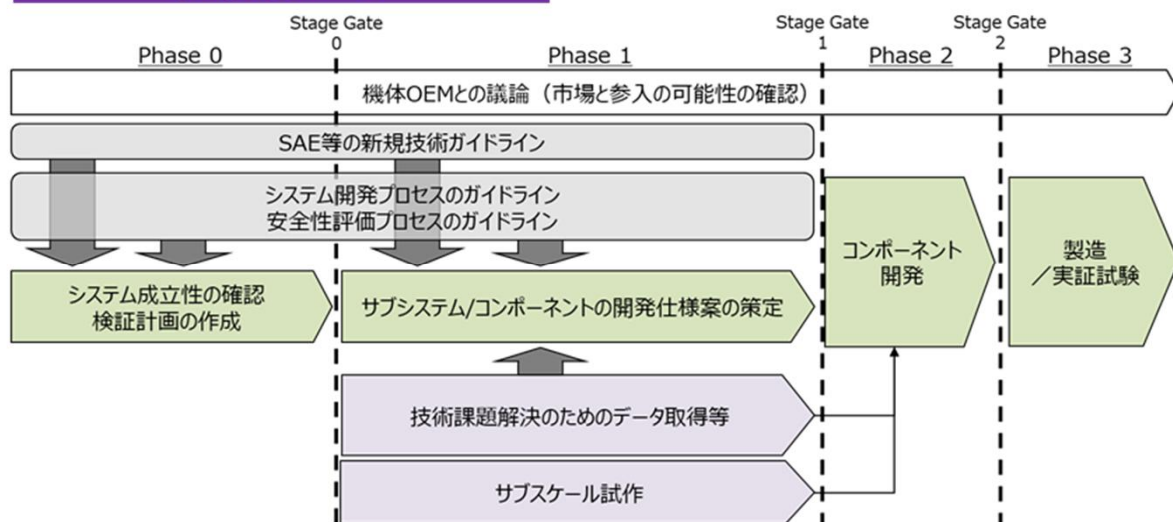 Stage Gate
0
Stage Gate
1
Stage Gate
2
Phase 0
Phase 1
Phase 2
Phase 3
機体OEMとの議論（市場と参入の可能性の確認）
SAE等の新規技術ガイドライン
システム開発プロセスのガイドライン
安全性評価プロセスのガイドライン
システム成立性の確認
検証計画の作成
サブシステム/コンポーネントの開発仕様案の策定
コンポーネント
開発
製造
／実証試験
技術課題解決のためのデータ取得等
サブスケール試作